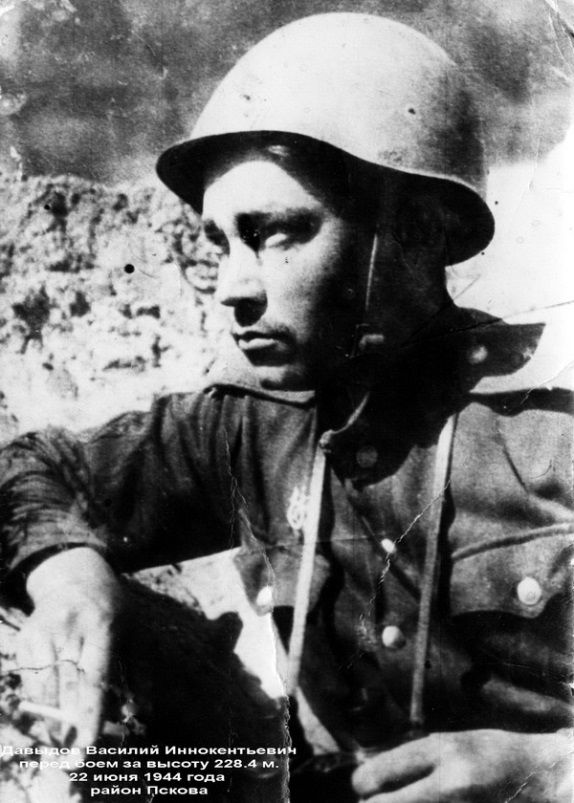 Давыдов Василий Иннокентьевич
перед боем за высоту 228.4 м.
22 июня 1944 года
район Пскова